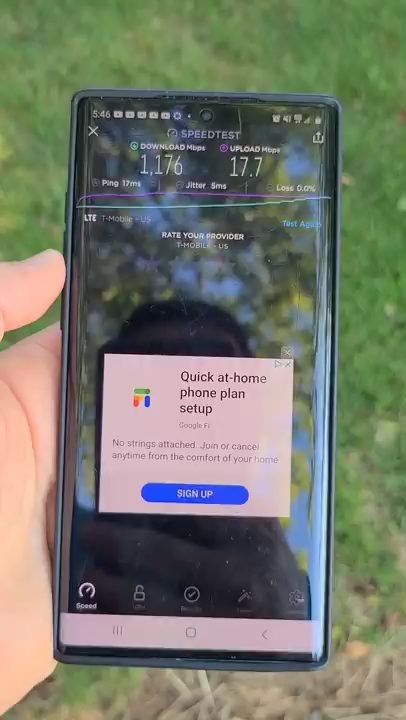 5:46
SPEEDTEST
DOWNLOAD Mbps
UPLOAD Mbps
1,176
17.7
Ping 17ms
Jitter 5ms
Loss 0.0%
LTE T-Mobile - US
Test Again
RATE YOUR PROVIDER
T-MOBILE - US
Quick at-home
phone plan
setup
Google Fi
No strings attached. Join or cancel
anytime from the comfort of your home
SIGN UP
Speed
Results